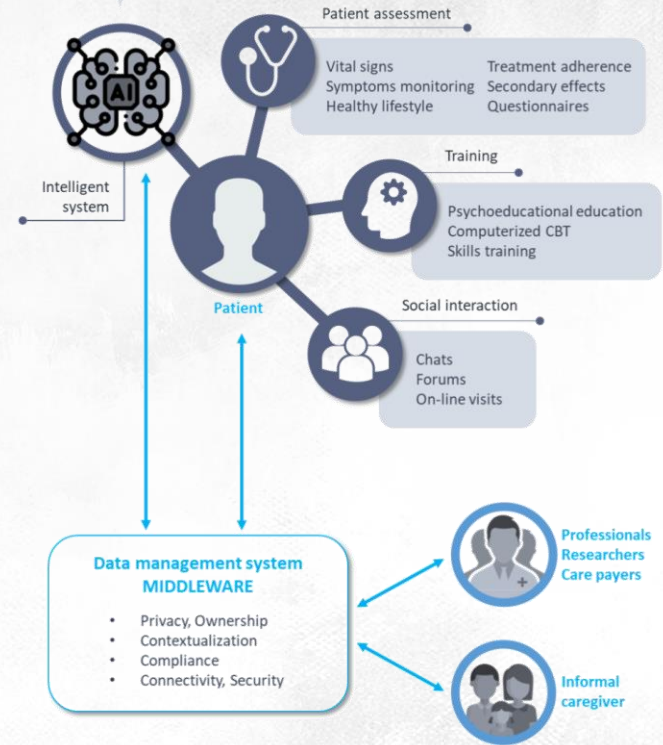 Patient assessment
Vital signs
Symptoms monitoring
Healthy lifestyle
Treatment adherence
Secondary effects
Questionnaires
AI
Intelligent
system
Training
Psychoeducational education
Computerized CBT
Skills training
Patient
Social interaction
Chats
Forums
On-line visits
Data management system
MIDDLEWARE
• Privacy, Ownership
• Contextualization
• Compliance
• Connectivity, Security
Professionals
Researchers
Care payers
Informal
caregiver